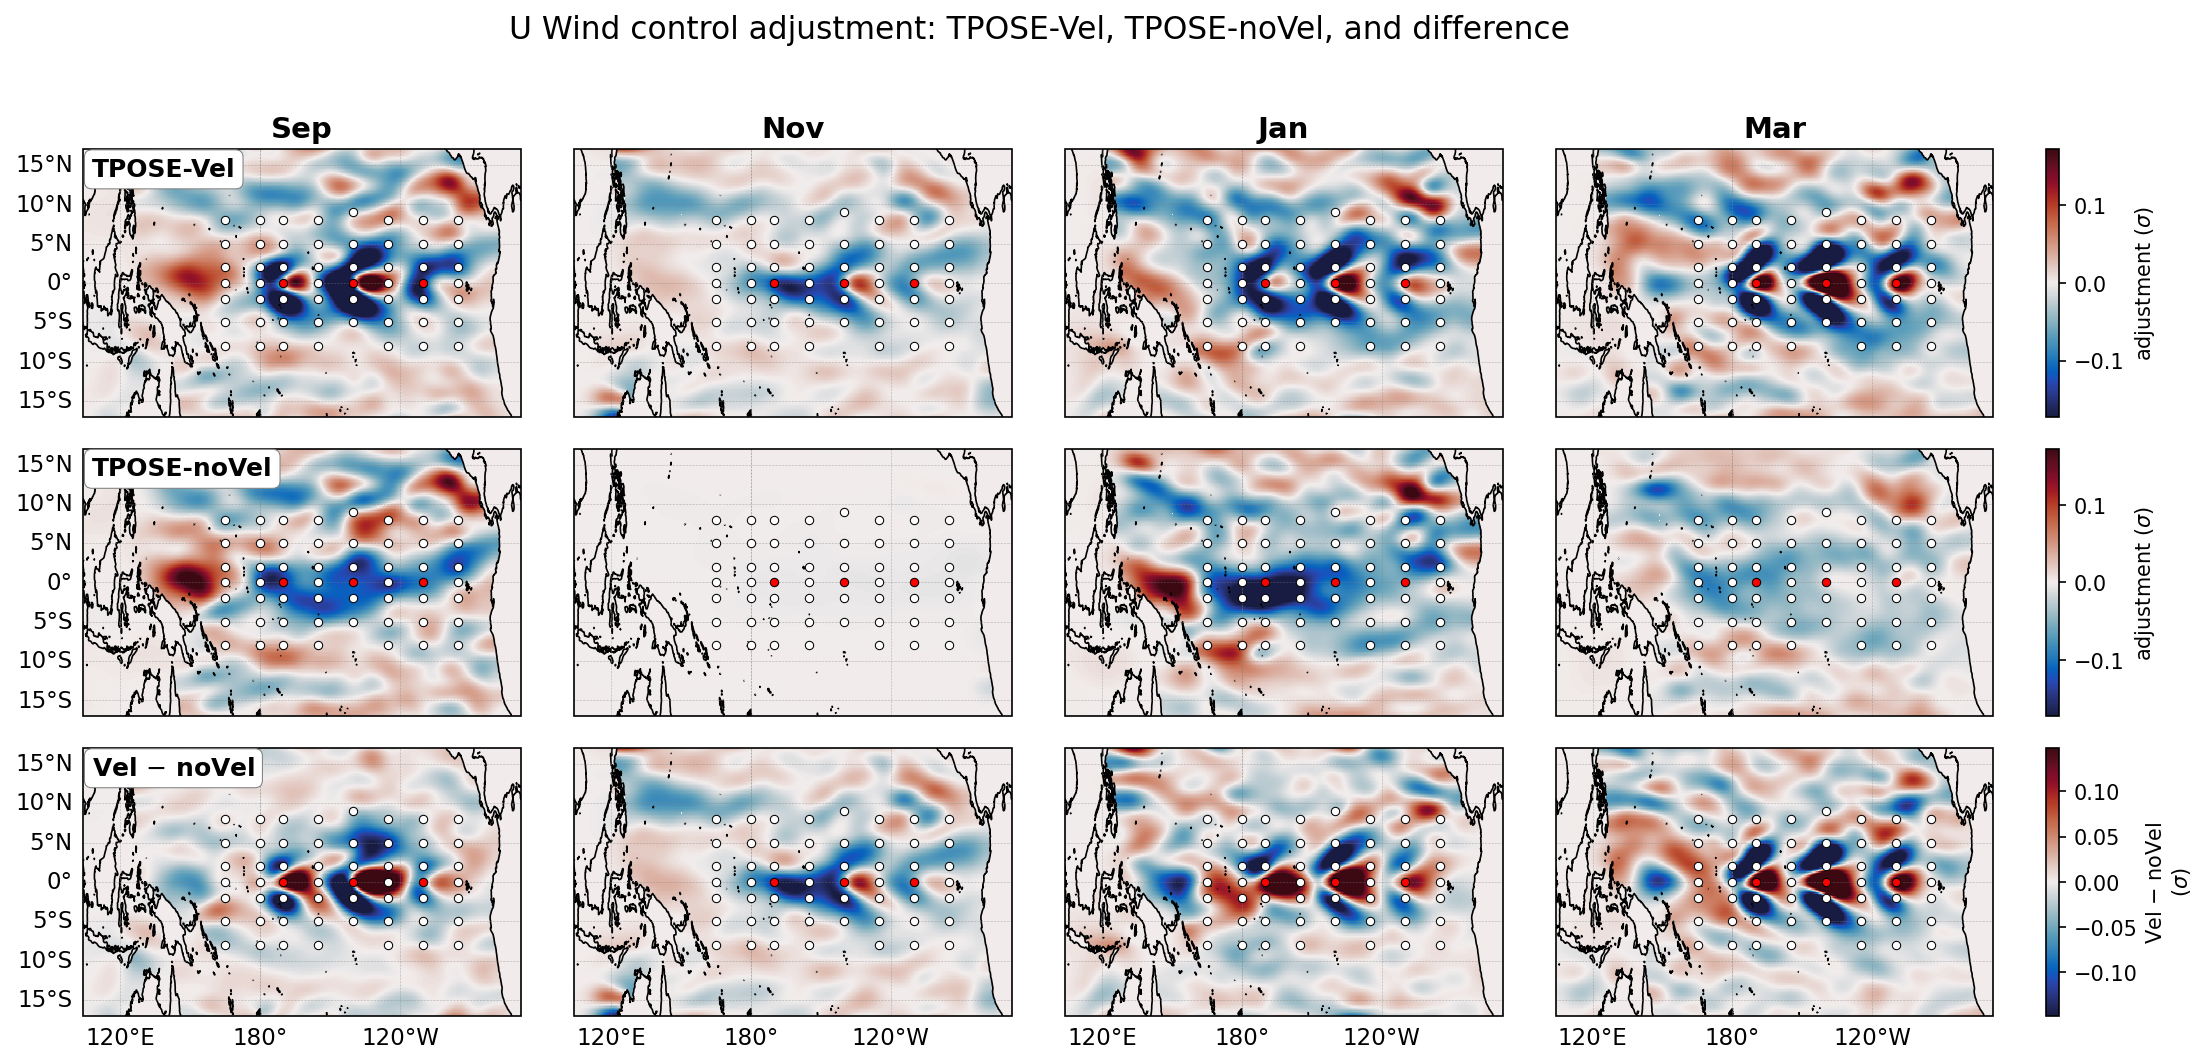 U Wind control adjustment: TPOSE-Vel, TPOSE-noVel, and difference
Sep Nov Jan Mar
TPOSE-Vel
15°N
10°N
5°N
0°
5°S
10°S
15°S
0.1
0.0
−0.1
adjustment (σ)
TPOSE-noVel
15°N
10°N
5°N
0°
5°S
10°S
15°S
0.1
0.0
−0.1
adjustment (σ)
Vel − noVel
15°N
10°N
5°N
0°
5°S
10°S
15°S
0.10
0.05
0.00
−0.05
−0.10
Vel − noVel
(σ)
120°E 180° 120°W 120°E 180° 120°W 120°E 180° 120°W 120°E 180° 120°W